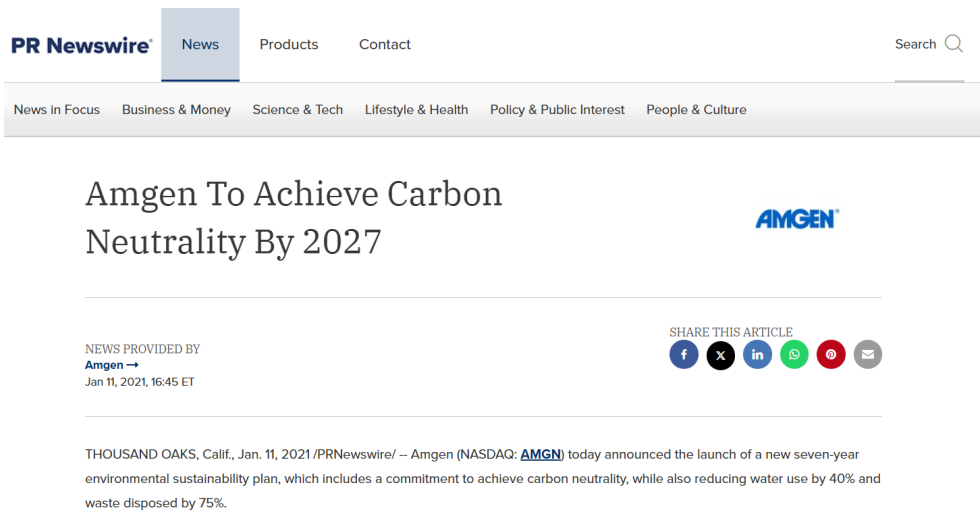 PR Newswire®
News
Products
Contact
Search
News in Focus
Business & Money
Science & Tech
Lifestyle & Health
Policy & Public Interest
People & Culture
Amgen To Achieve Carbon
Neutrality By 2027
AMGEN®
NEWS PROVIDED BY
Amgen →
Jan 11, 2021, 16:45 ET
SHARE THIS ARTICLE
THOUSAND OAKS, Calif., Jan. 11, 2021 /PRNewswire/ -- Amgen (NASDAQ: AMGN) today announced the launch of a new seven-year
environmental sustainability plan, which includes a commitment to achieve carbon neutrality, while also reducing water use by 40% and
waste disposed by 75%.